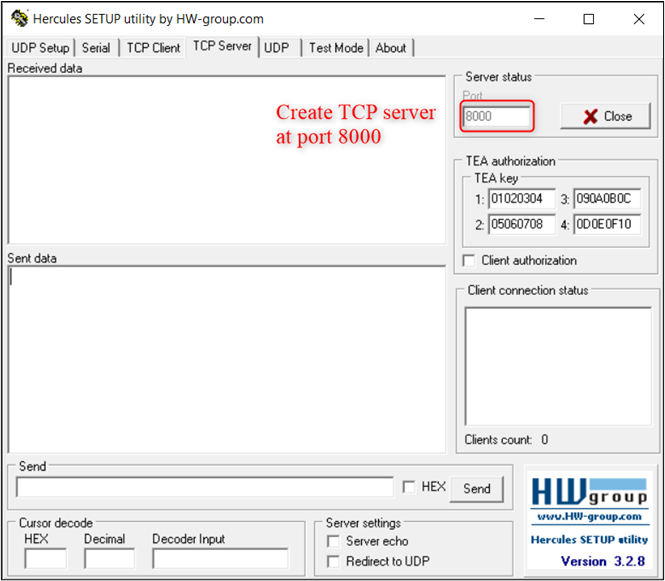 Hercules SETUP utility by HW-group.com
UDP Setup Serial TCP Client TCP Server UDP Test Mode About
Received data
Create TCP server
at port 8000
Server status
Port
8000
Close
TEA authorization
TEA key
1: 01020304 3: 090A0B0C
2: 05060708 4: 0D0E0F10
Client authorization
Sent data
Client connection status
Clients count: 0
Send
HEX Send
Cursor decode
HEX Decimal Decoder Input
Server settings
Server echo
Redirect to UDP
HW group
www.HW-group.com
Hercules SETUP utility
Version 3.2.8